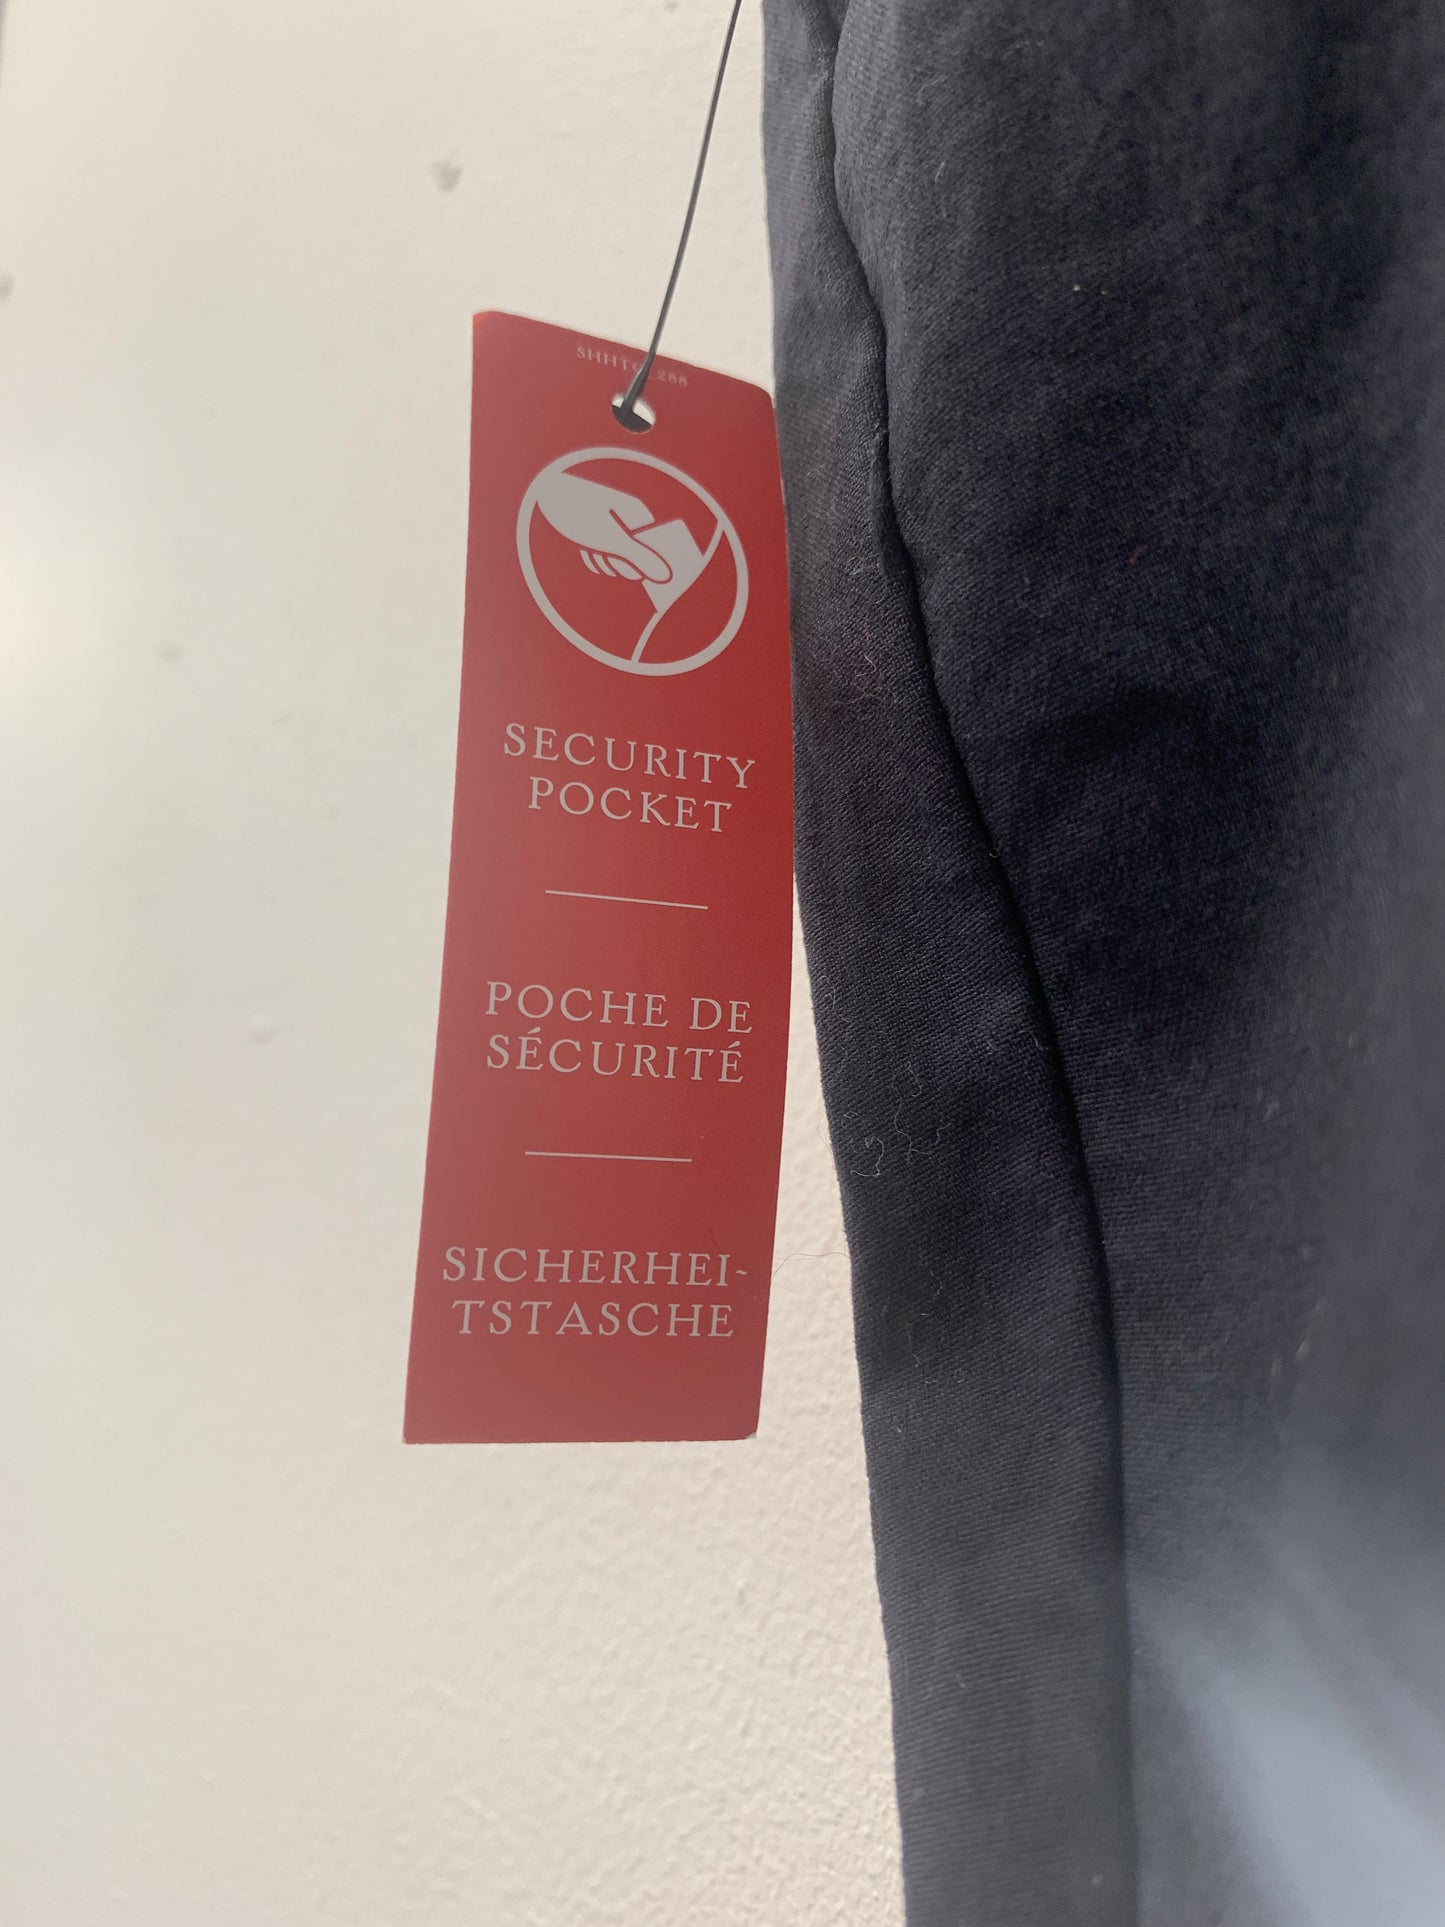 SECURITY
POCKET
POCHE DE
SÉCURITÉ
SICHERHEI-
TSTASCHE